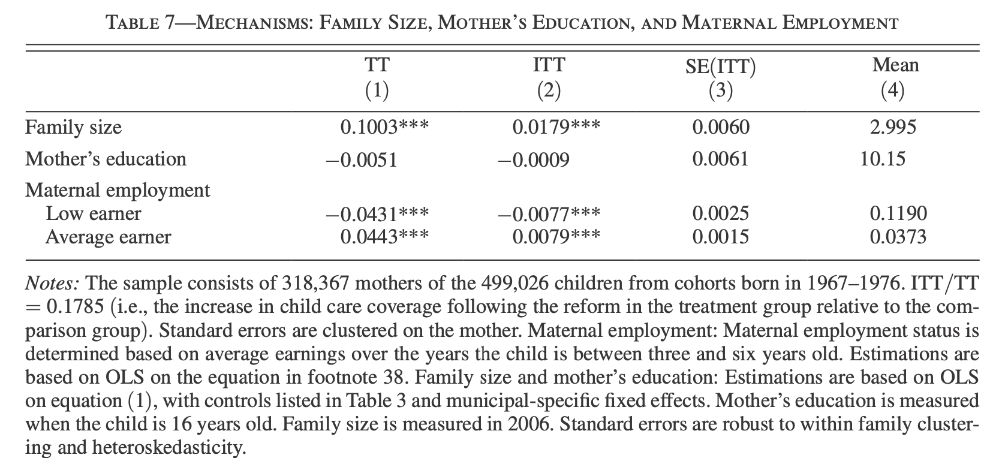 TABLE 7—MECHANISMS: FAMILY SIZE, MOTHER’S EDUCATION, AND MATERNAL EMPLOYMENT
TT ITT SE(ITT) Mean
(1) (2) (3) (4)
Family size 0.1003*** 0.0179*** 0.0060 2.995
Mother’s education −0.0051 −0.0009 0.0061 10.15
Maternal employment
Low earner −0.0431*** −0.0077*** 0.0025 0.1190
Average earner 0.0443*** 0.0079*** 0.0015 0.0373
Notes: The sample consists of 318,367 mothers of the 499,026 children from cohorts born in 1967–1976. ITT/TT
= 0.1785 (i.e., the increase in child care coverage following the reform in the treatment group relative to the com-
parison group). Standard errors are clustered on the mother. Maternal employment: Maternal employment status is
determined based on average earnings over the years the child is between three and six years old. Estimations are
based on OLS on the equation in footnote 38. Family size and mother’s education: Estimations are based on OLS
on equation (1), with controls listed in Table 3 and municipal-specific fixed effects. Mother’s education is measured
when the child is 16 years old. Family size is measured in 2006. Standard errors are robust to within family cluster-
ing and heteroskedasticity.